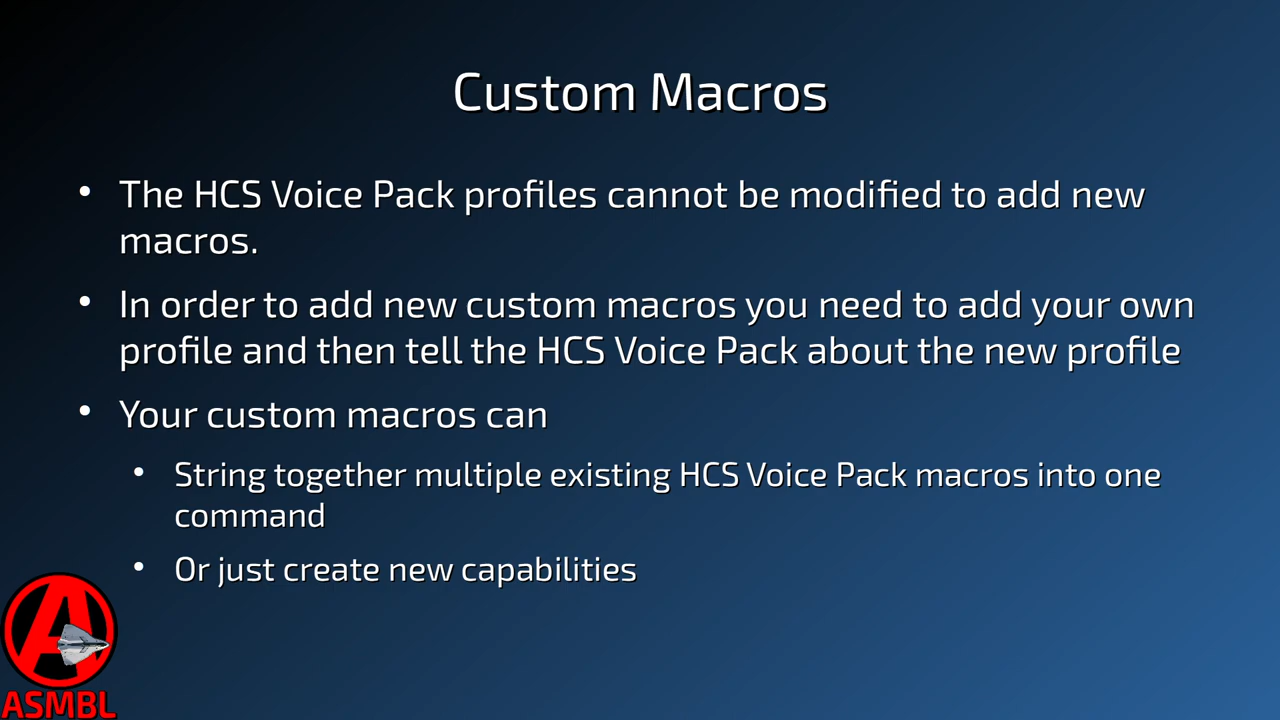 Custom Macros
• The HCS Voice Pack profiles cannot be modified to add new
macros.
• In order to add new custom macros you need to add your own
profile and then tell the HCS Voice Pack about the new profile
• Your custom macros can
• String together multiple existing HCS Voice Pack macros into one
command
• Or just create new capabilities
A
ASMBL